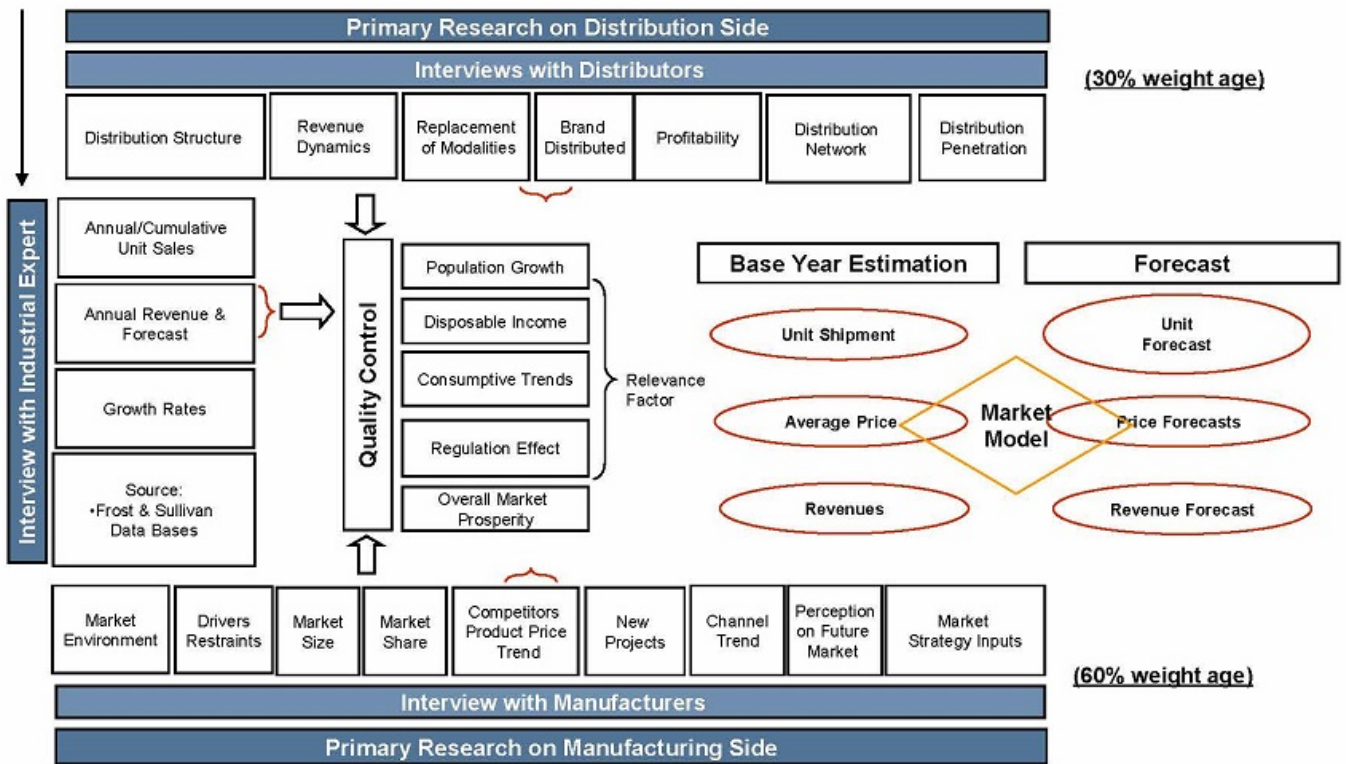 Primary Research on Distribution Side
Interviews with Distributors
(30% weight age)
Distribution Structure
Revenue
Dynamics
Replacement
of Modalities
Brand
Distributed
Profitability
Distribution
Network
Distribution
Penetration
Interview with Industrial Expert
Annual/Cumulative
Unit Sales
Annual Revenue &
Forecast
Growth Rates
Source:
•Frost & Sullivan
Data Bases
Quality Control
Population Growth
Disposable Income
Consumptive Trends
Regulation Effect
Overall Market
Prosperity
Relevance
Factor
Base Year Estimation
Forecast
Unit Shipment
Unit
Forecast
Average Price
Market
Model
Price Forecasts
Revenues
Revenue Forecast
Market
Environment
Drivers
Restraints
Market
Size
Market
Share
Competitors
Product Price
Trend
New
Projects
Channel
Trend
Perception
on Future
Market
Market
Strategy Inputs
(60% weight age)
Interview with Manufacturers
Primary Research on Manufacturing Side